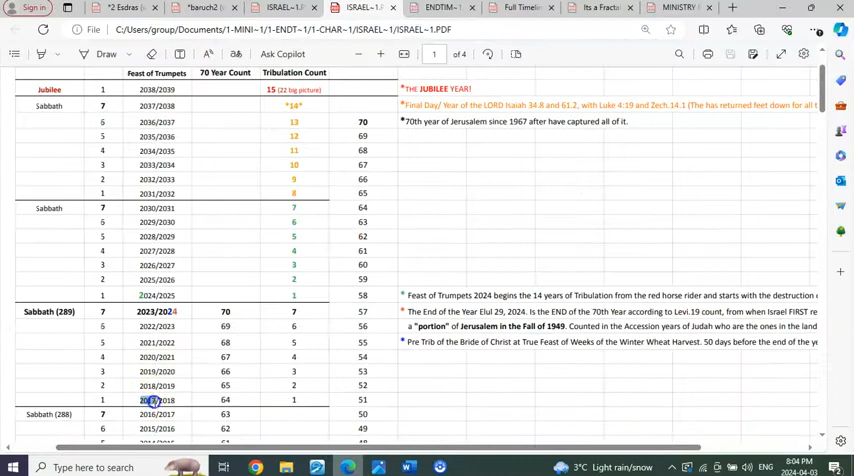 Sign in
*2 Esdras (
*baruch2 (
ISRAEL~1.P
ISRAEL~1.P
ENDTIM~
Full Timelin
Its a Fractal
MINISTRY F
File C:/Users/group/Documents/1-MINI~1/1-ENDT~1/1-CHAR~1/ISRAEL~1/ISRAEL~1.PDF
Draw Ask Copilot 1 of 4
Feast of Trumpets 70 Year Count Tribulation Count
Jubilee 1 2038/2039 15 (22 big picture) *THE JUBILEE YEAR!
Sabbath 7 2037/2038 *14* *Final Day/ Year of the LORD Isaiah 34.8 and 61.2, with Luke 4:19 and Zech.14.1 (The has returned feet down for all t
6 2036/2037 13 70 *70th year of Jerusalem since 1967 after have captured all of it.
5 2035/2036 12 69
4 2034/2035 11 68
3 2033/2034 10 67
2 2032/2033 9 66
1 2031/2032 8 65
Sabbath 7 2030/2031 7 64
6 2029/2030 6 63
5 2028/2029 5 62
4 2027/2028 4 61
3 2026/2027 3 60
2 2025/2026 2 59
1 2024/2025 1 58 * Feast of Trumpets 2024 begins the 14 years of Tribulation from the red horse rider and starts with the destruction o
Sabbath (289) 7 2023/2024 70 7 57 * The End of the Year Elul 29, 2024. Is the END of the 70th Year according to Levi.19 count, from when Israel FIRST re
6 2022/2023 69 6 56 a "portion" of Jerusalem in the Fall of 1949. Counted in the Accession years of Judah who are the ones in the land
5 2021/2022 68 5 55 * Pre Trib of the Bride of Christ at True Feast of Weeks of the Winter Wheat Harvest. 50 days before the end of the ye
4 2020/2021 67 4 54
3 2019/2020 66 3 53
2 2018/2019 65 2 52
1 2017/2018 64 1 51
Sabbath (288) 7 2016/2017 63 50
6 2015/2016 62 49
5 2014/2015 61 48
Type here to search 3°C Light rain/snow 8:04 PM
2024-04-03